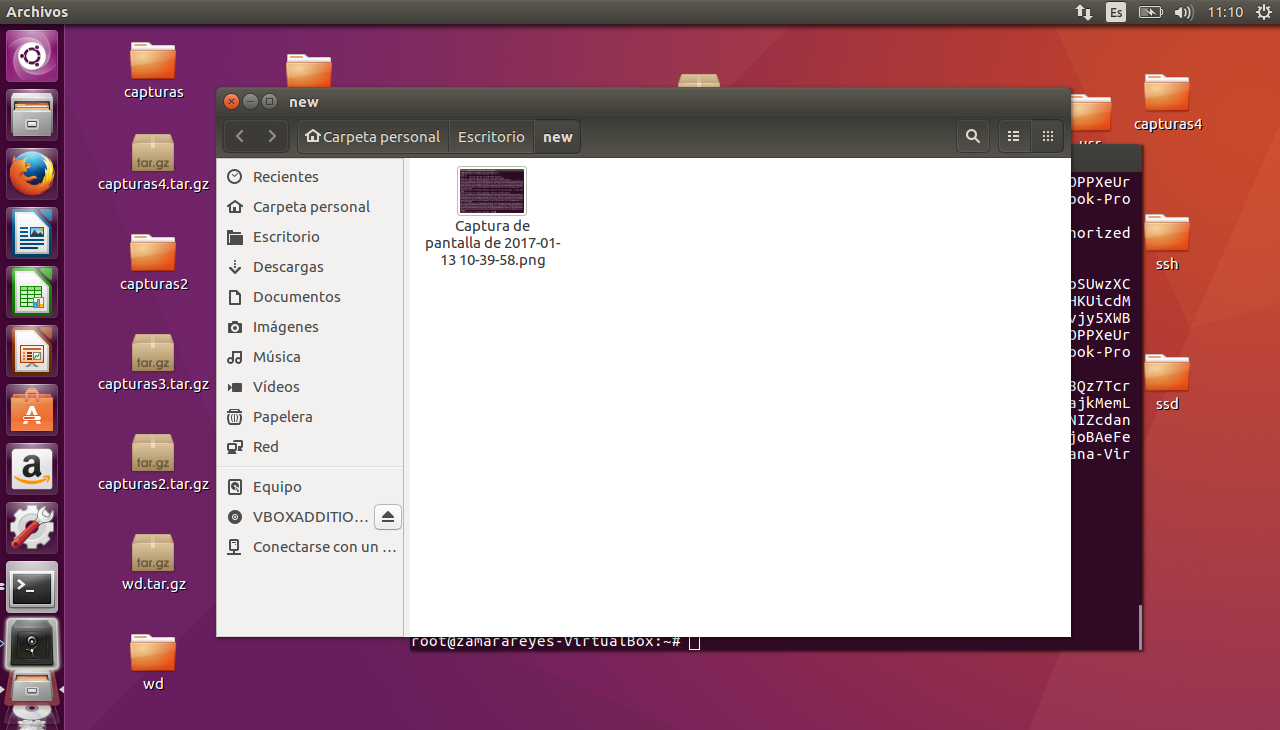 Archivos
Es
11:10
capturas
capturas4.tar.gz
capturas2
capturas3.tar.gz
capturas2.tar.gz
wd.tar.gz
wd
tar.gz
tar.gz
tar.gz
tar.gz
new
Carpeta personal
Escritorio
new
Recientes
Carpeta personal
Escritorio
Descargas
Documentos
Imágenes
Música
Vídeos
Papelera
Red
Equipo
VBOXADDITIO...
Conectarse con un ...
Captura de
pantalla de 2017-01-
13 10-39-58.png
capturas4
ssh
ssd
OPPXeUr
ook-Pro
horized
oSUwzXC
HKUicdM
vjy5XWB
OPPXeUr
ook-Pro
8Qz7Tcr
ajkMemL
NIZcdan
joBAeFe
ana-Vir
root@zamarareyes-VirtualBox:~#